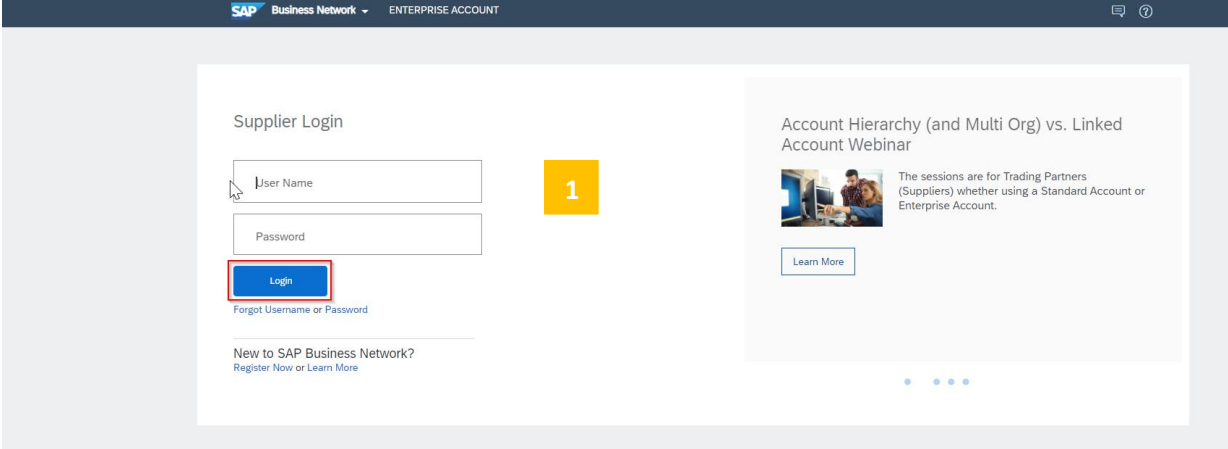 SAP Business Network ENTERPRISE ACCOUNT
Supplier Login
User Name
Password
Login
Forgot Username or Password
New to SAP Business Network?
Register Now or Learn More
1
Account Hierarchy (and Multi Org) vs. Linked
Account Webinar
The sessions are for Trading Partners
(Suppliers) whether using a Standard Account or
Enterprise Account.
Learn More